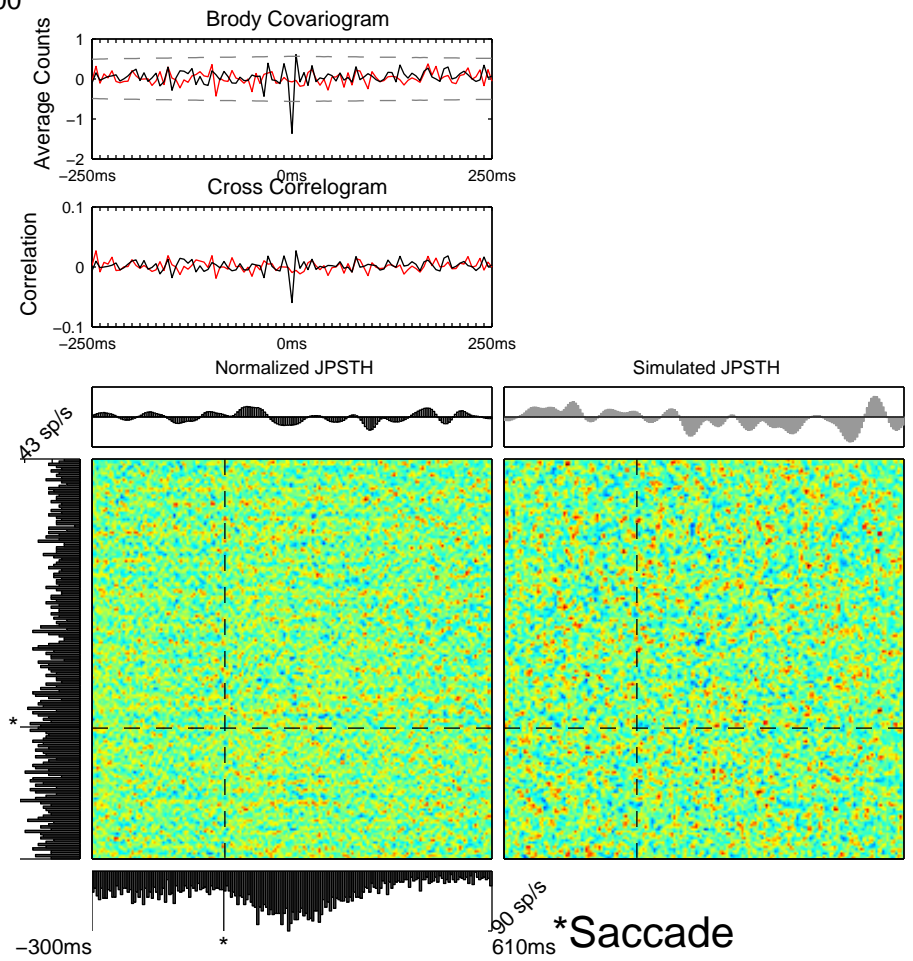 Brody Covariogram
Average Counts
1
0
−1
−2
−250ms
0ms
250ms
Cross Correlogram
Correlation
0.1
0
−0.1
−250ms
0ms
250ms
Normalized JPSTH
Simulated JPSTH
43 sp/s
*
90 sp/s
−300ms
*
610ms
*Saccade